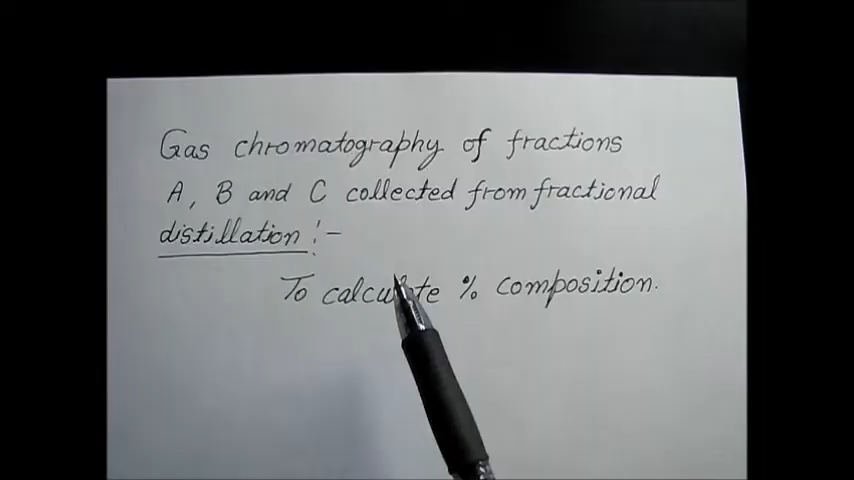 Gas chromatography of fractions
A, B and C collected from fractional
distillation :-
To calculate % composition.